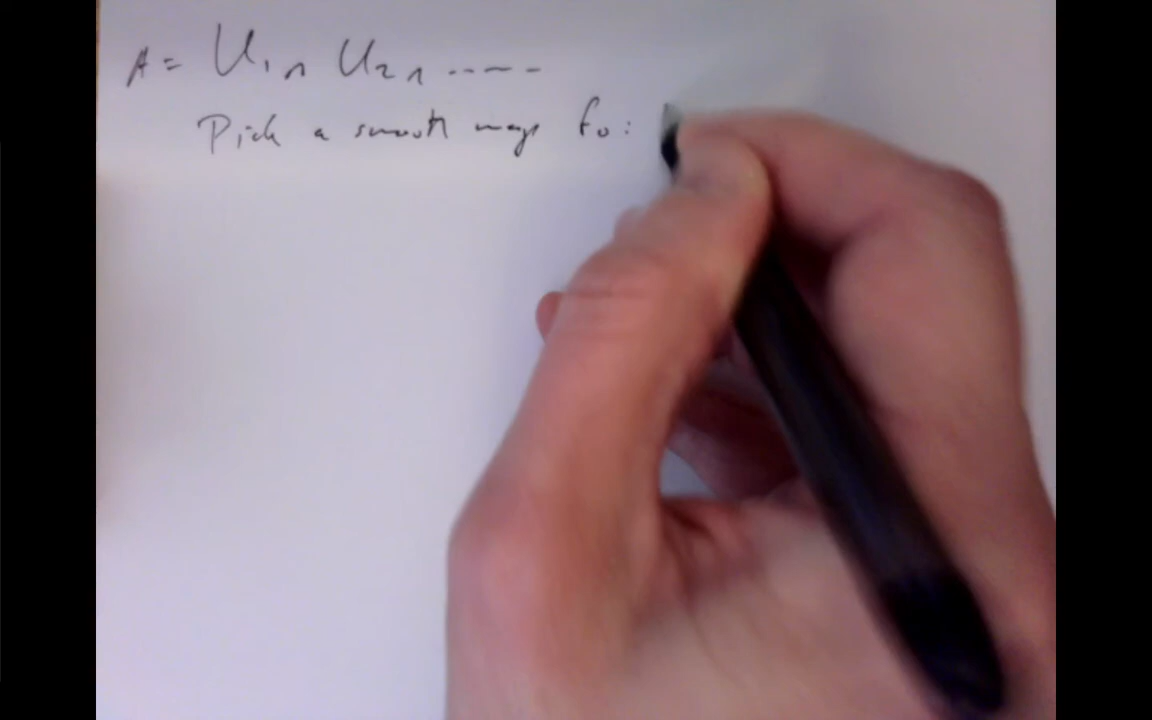 A = U₁ ∩ U₂ ∩ -----
Pick a smooth map f₀: